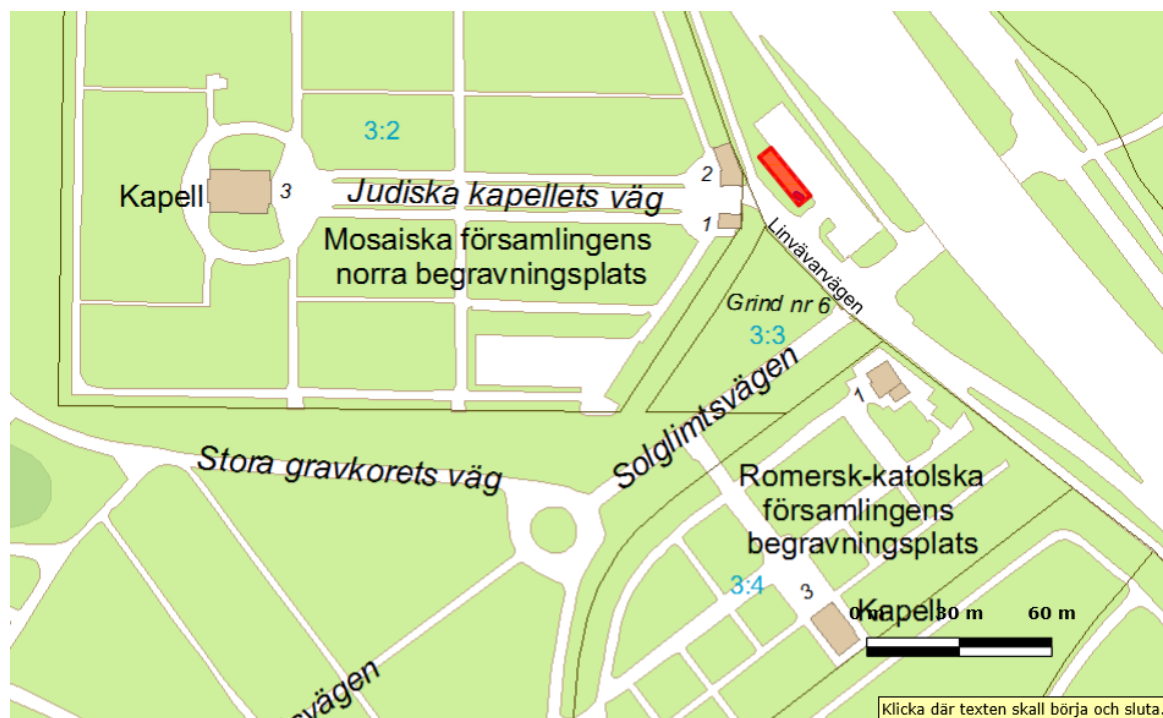 3:2
Kapell
3
Judiska kapellets väg
2
1
Mosaiska församlingens
norra begravningsplats
Linvävarvägen
Grind nr 6
3:3
Solglimtsvägen
1
Stora gravkorets väg
Romersk-katolska
församlingens
begravningsplats
3:4
3
Kapell
0 m 30 m 60 m
svägen
Klicka där texten skall börja och sluta.